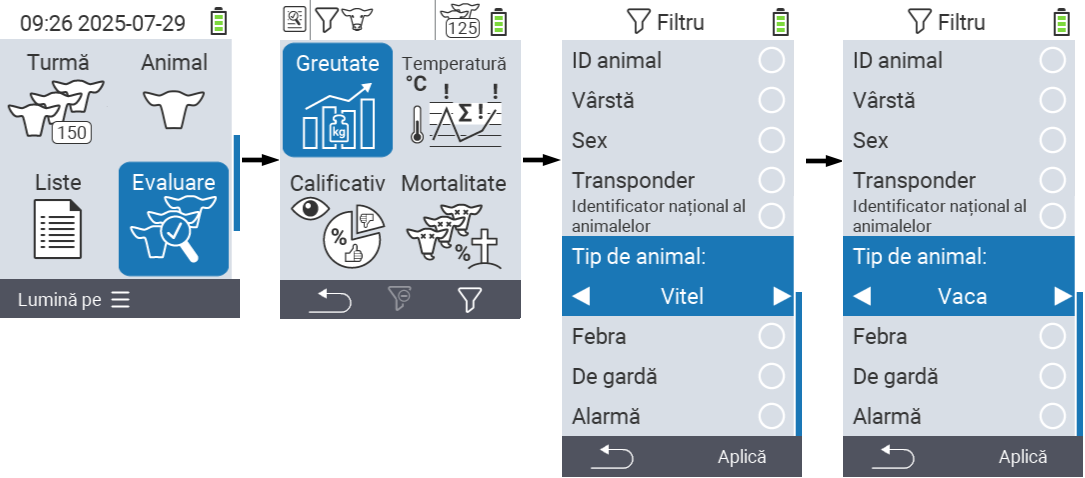 09:26 2025-07-29
Turmă Animal
150
Liste Evaluare
Lumină pe
125
Greutate Temperatură
°C ! !
Σ!
kg
Calificativ Mortalitate
% %
Filtru
ID animal
Vârstă
Sex
Transponder
Identificator național al
animalelor
Tip de animal:
Vitel
Febra
De gardă
Alarmă
Aplică
Filtru
ID animal
Vârstă
Sex
Transponder
Identificator național al
animalelor
Tip de animal:
Vaca
Febra
De gardă
Alarmă
Aplică